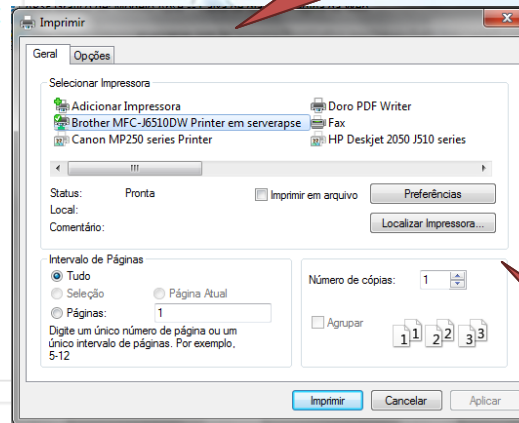 Imprimir
Geral
Opções
Selecionar Impressora
Adicionar Impressora
Doro PDF Writer
Brother MFC-J6510DW Printer em serverapse
Fax
Canon MP250 series Printer
HP Deskjet 2050 J510 series
Status: Pronta
Imprimir em arquivo
Preferências
Local:
Comentário:
Localizar Impressora...
Intervalo de Páginas
Tudo
Seleção
Página Atual
Páginas: 1
Digite um único número de página ou um
único intervalo de páginas. Por exemplo,
5-12
Número de cópias: 1
Agrupar
1 1 2 2 3 3
Imprimir
Cancelar
Aplicar